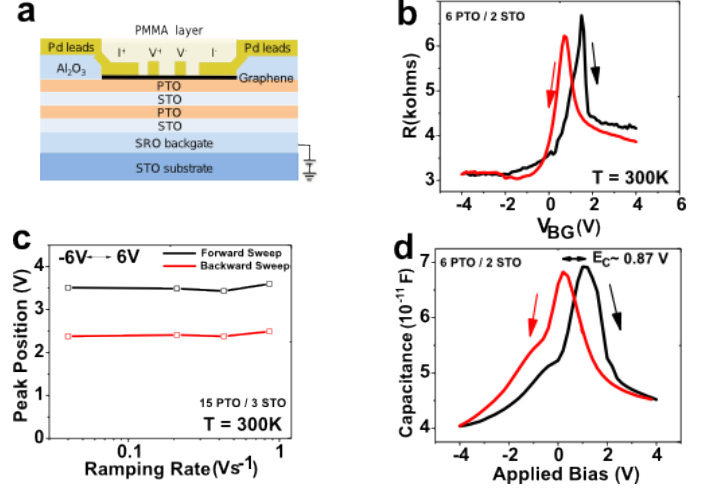 a
PMMA layer
Pd leads
I⁺
V⁺
V⁻
I⁻
Pd leads
Al₂O₃
Graphene
PTO
STO
PTO
STO
SRO backgate
STO substrate
b
6 PTO / 2 STO
R(kohms)
6
5
4
3
T = 300K
-4
-2
0
2
4
6
V_BG(V)
c
-6V 6V
Forward Sweep
Backward Sweep
Peak Position (V)
5
4
3
2
1
0
15 PTO / 3 STO
T = 300K
0.1
1
Ramping Rate(Vs⁻¹)
d
6 PTO / 2 STO
E_C~ 0.87 V
Capacitance (10⁻¹¹ F)
7
6
5
4
-4
-2
0
2
4
Applied Bias (V)